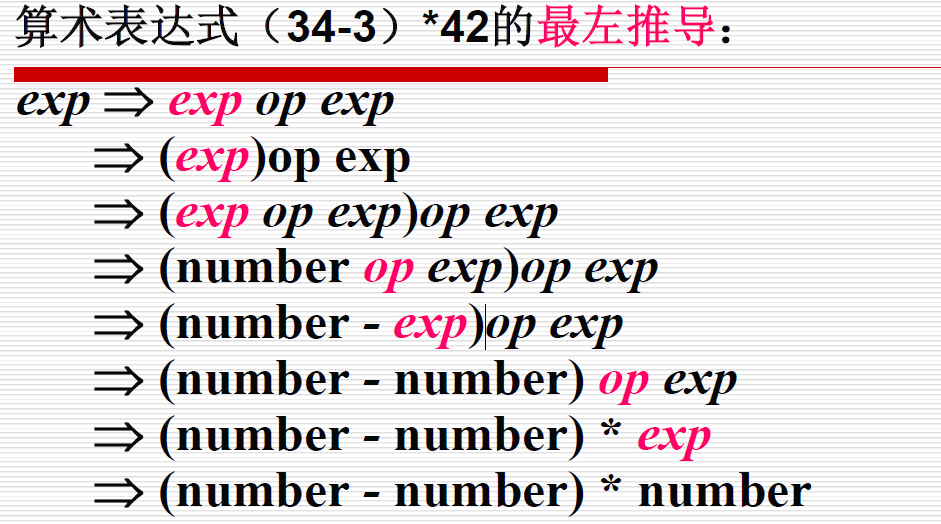 算术表达式（34-3）*42的最左推导：
exp ⇒ exp op exp
⇒ (exp)op exp
⇒ (exp op exp)op exp
⇒ (number op exp)op exp
⇒ (number - exp)op exp
⇒ (number - number) op exp
⇒ (number - number) * exp
⇒ (number - number) * number